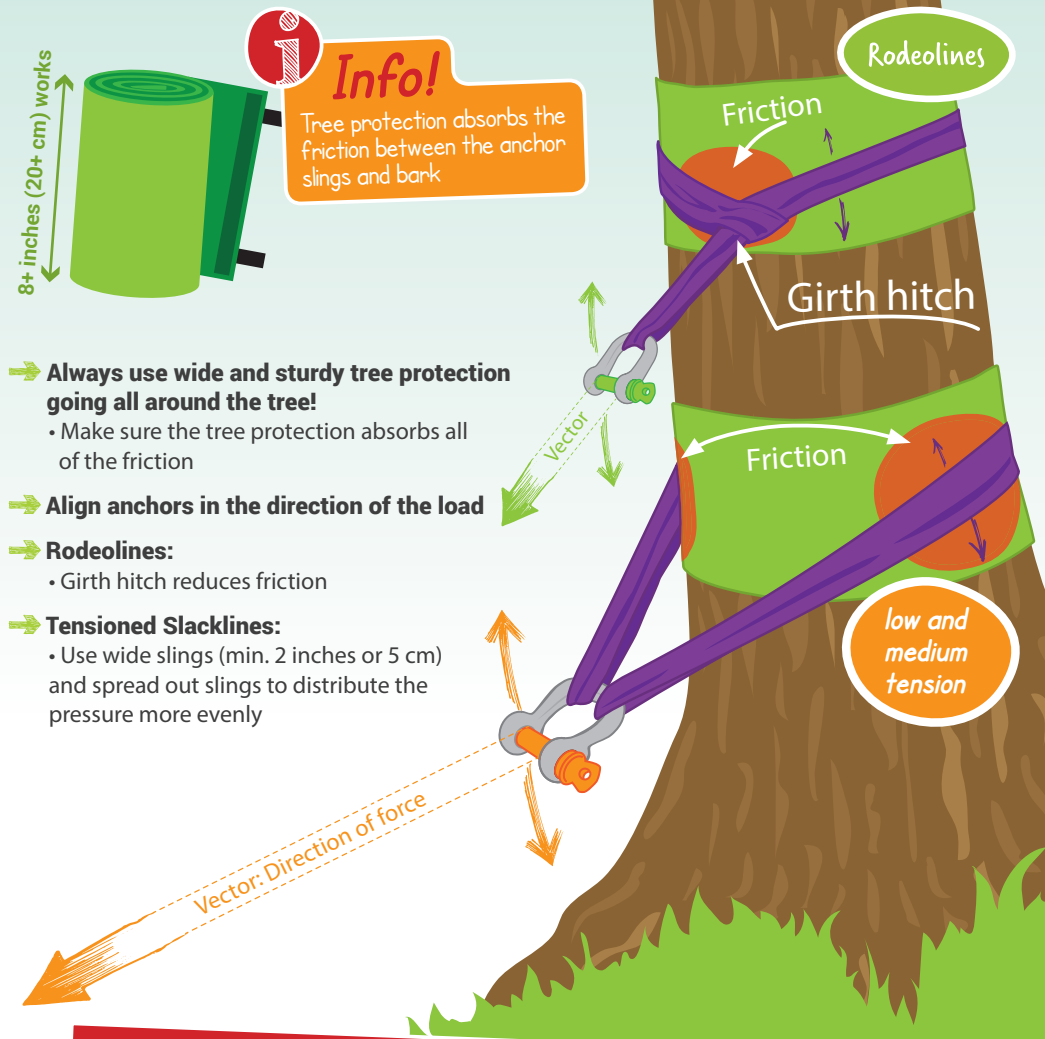 8+ inches (20+ cm) works
i
Info!
Tree protection absorbs the
friction between the anchor
slings and bark
Rodeolines
Friction
Girth hitch
Vector
➔ Always use wide and sturdy tree protection
going all around the tree!
• Make sure the tree protection absorbs all
of the friction
➔ Align anchors in the direction of the load
➔ Rodeolines:
• Girth hitch reduces friction
➔ Tensioned Slacklines:
• Use wide slings (min. 2 inches or 5 cm)
and spread out slings to distribute the
pressure more evenly
Friction
low and
medium
tension
Vector: Direction of force